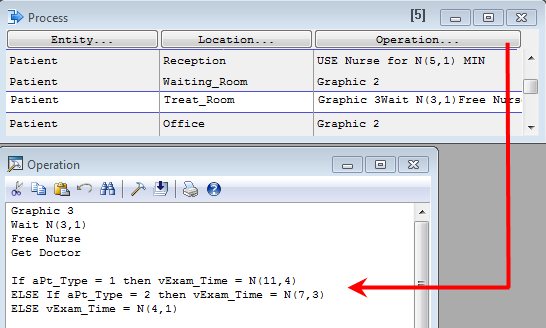 Process [5]
Entity... Location... Operation...
Patient Reception USE Nurse for N(5,1) MIN
Patient Waiting_Room Graphic 2
Patient Treat_Room Graphic 3Wait N(3,1)Free Nurs
Patient Office Graphic 2
Operation
Graphic 3
Wait N(3,1)
Free Nurse
Get Doctor
If aPt_Type = 1 then vExam_Time = N(11,4)
ELSE If aPt_Type = 2 then vExam_Time = N(7,3)
ELSE vExam_Time = N(4,1)